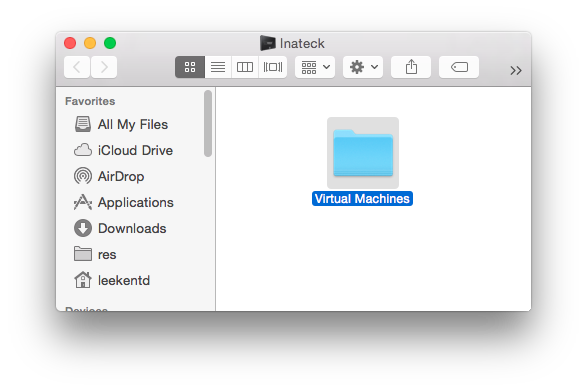 Inateck
Favorites
All My Files
iCloud Drive
AirDrop
Applications
Downloads
res
leekentd
Devices
Virtual Machines